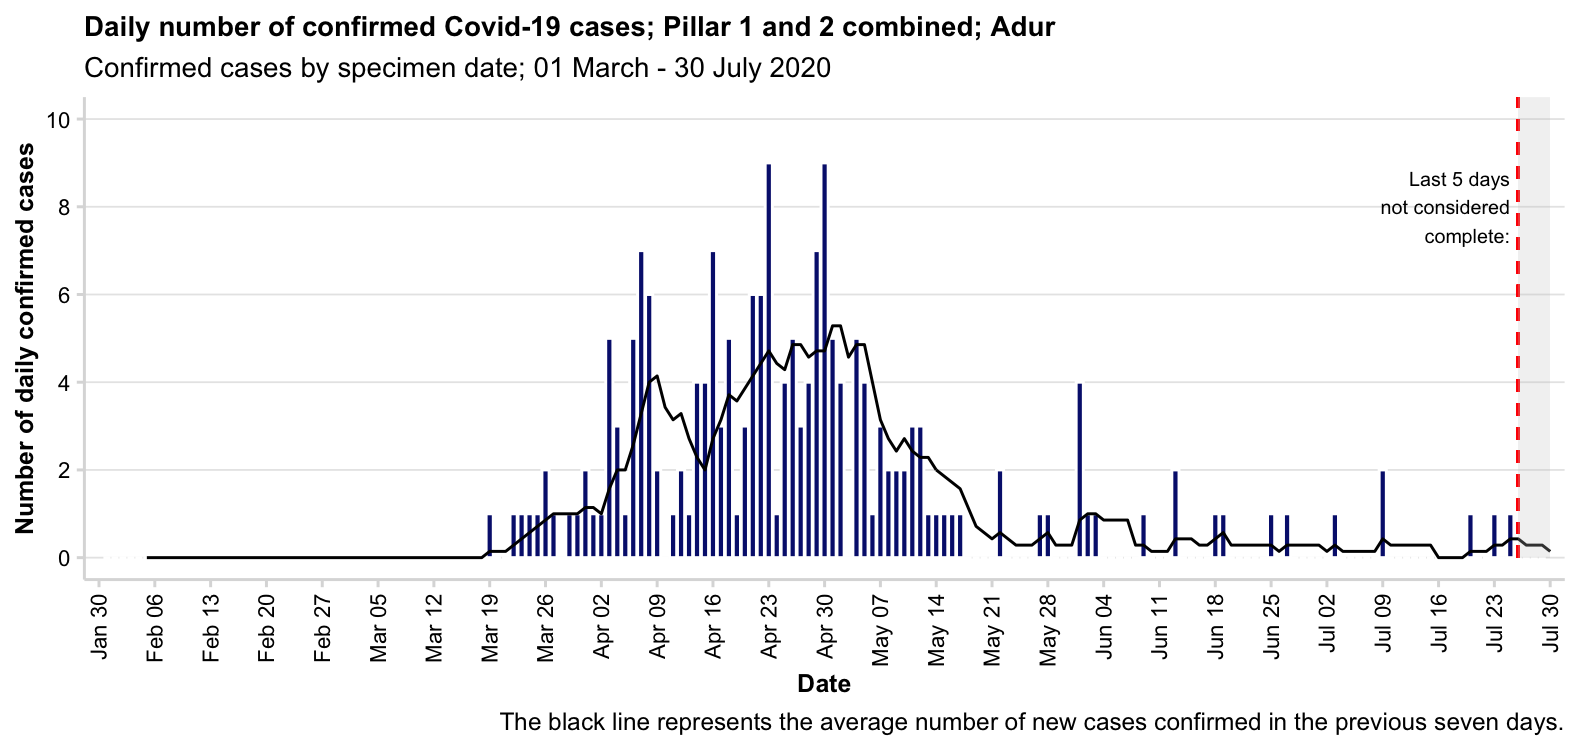 Daily number of confirmed Covid-19 cases; Pillar 1 and 2 combined; Adur
Confirmed cases by specimen date; 01 March - 30 July 2020
Number of daily confirmed cases
10
8
6
4
2
0
Last 5 days
not considered
complete:
Jan 30
Feb 06
Feb 13
Feb 20
Feb 27
Mar 05
Mar 12
Mar 19
Mar 26
Apr 02
Apr 09
Apr 16
Apr 23
Apr 30
May 07
May 14
May 21
May 28
Jun 04
Jun 11
Jun 18
Jun 25
Jul 02
Jul 09
Jul 16
Jul 23
Jul 30
Date
The black line represents the average number of new cases confirmed in the previous seven days.